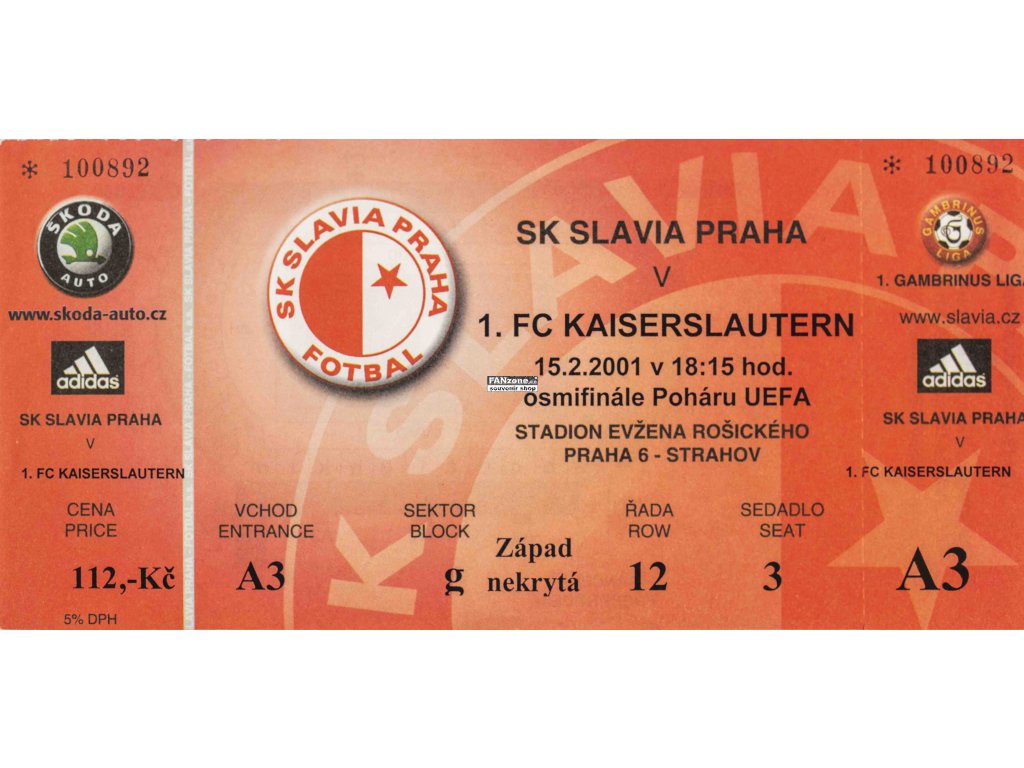 * 100892
ŠKODA
AUTO
www.skoda-auto.cz
adidas
SK SLAVIA PRAHA
V
1. FC KAISERSLAUTERN
CENA
PRICE
112,-Kč
5% DPH
SK SLAVIA PRAHA
FOTBAL
K SLAVIA
SK SLAVIA PRAHA
V
1. FC KAISERSLAUTERN
15.2.2001 v 18:15 hod.
osmifinále Poháru UEFA
STADION EVŽENA ROŠICKÉHO
PRAHA 6 - STRAHOV
FANzone.cz
souvenir shop
VCHOD
ENTRANCE
A3
SEKTOR
BLOCK
g
Západ
nekrytá
ŘADA
ROW
12
SEDADLO
SEAT
3
* 100892
GAMBRINUS
LIGA
1. GAMBRINUS LIGA
www.slavia.cz
adidas
SK SLAVIA PRAHA
V
1. FC KAISERSLAUTERN
A3